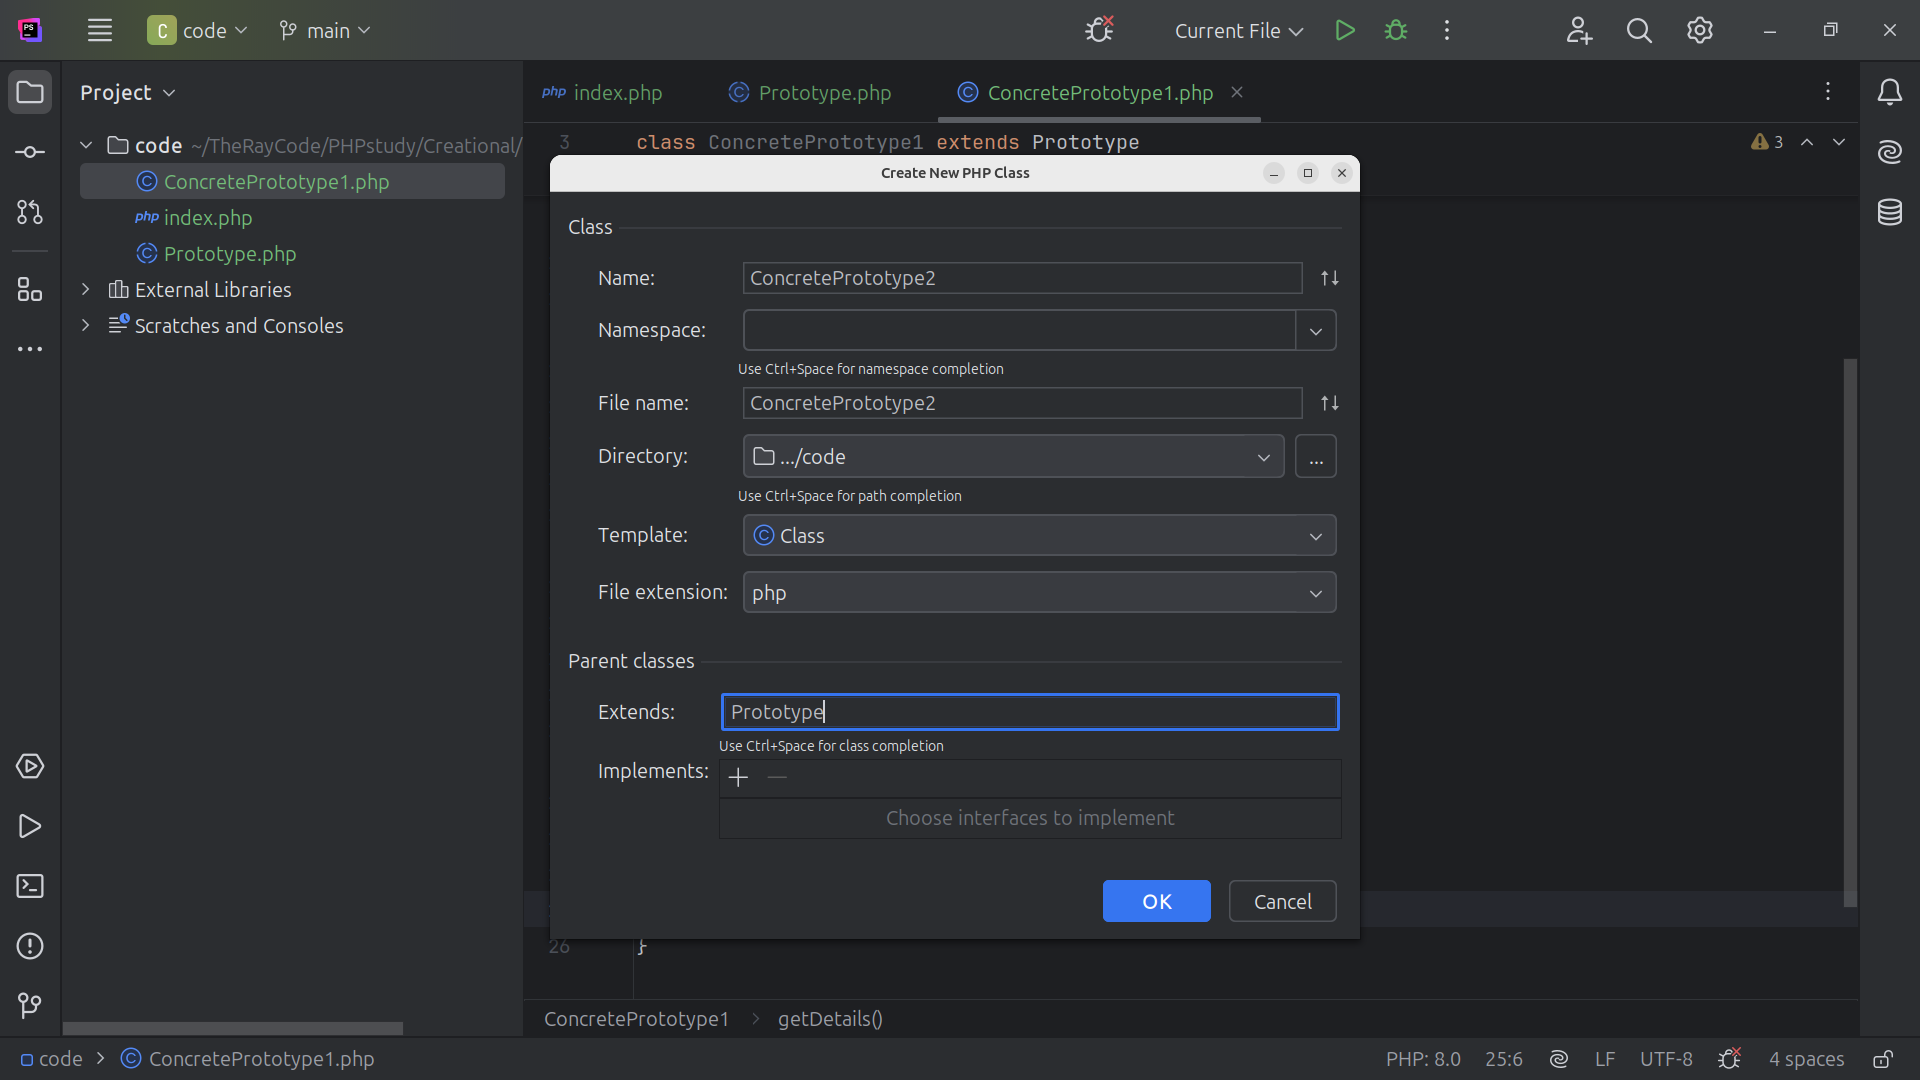 PS
C code
main
Current File
Project
php index.php
C Prototype.php
C ConcretePrototype1.php
code ~/TheRayCode/PHPstudy/Creational/
C ConcretePrototype1.php
php index.php
C Prototype.php
External Libraries
Scratches and Consoles
3 class ConcretePrototype1 extends Prototype
3
Create New PHP Class
Class
Name: ConcretePrototype2
Namespace:
Use Ctrl+Space for namespace completion
File name: ConcretePrototype2
Directory: .../code ...
Use Ctrl+Space for path completion
Template: C Class
File extension: php
Parent classes
Extends: Prototype
Use Ctrl+Space for class completion
Implements:
Choose interfaces to implement
OK Cancel
26 }
ConcretePrototype1 > getDetails()
code > C ConcretePrototype1.php
PHP: 8.0 25:6 LF UTF-8 4 spaces